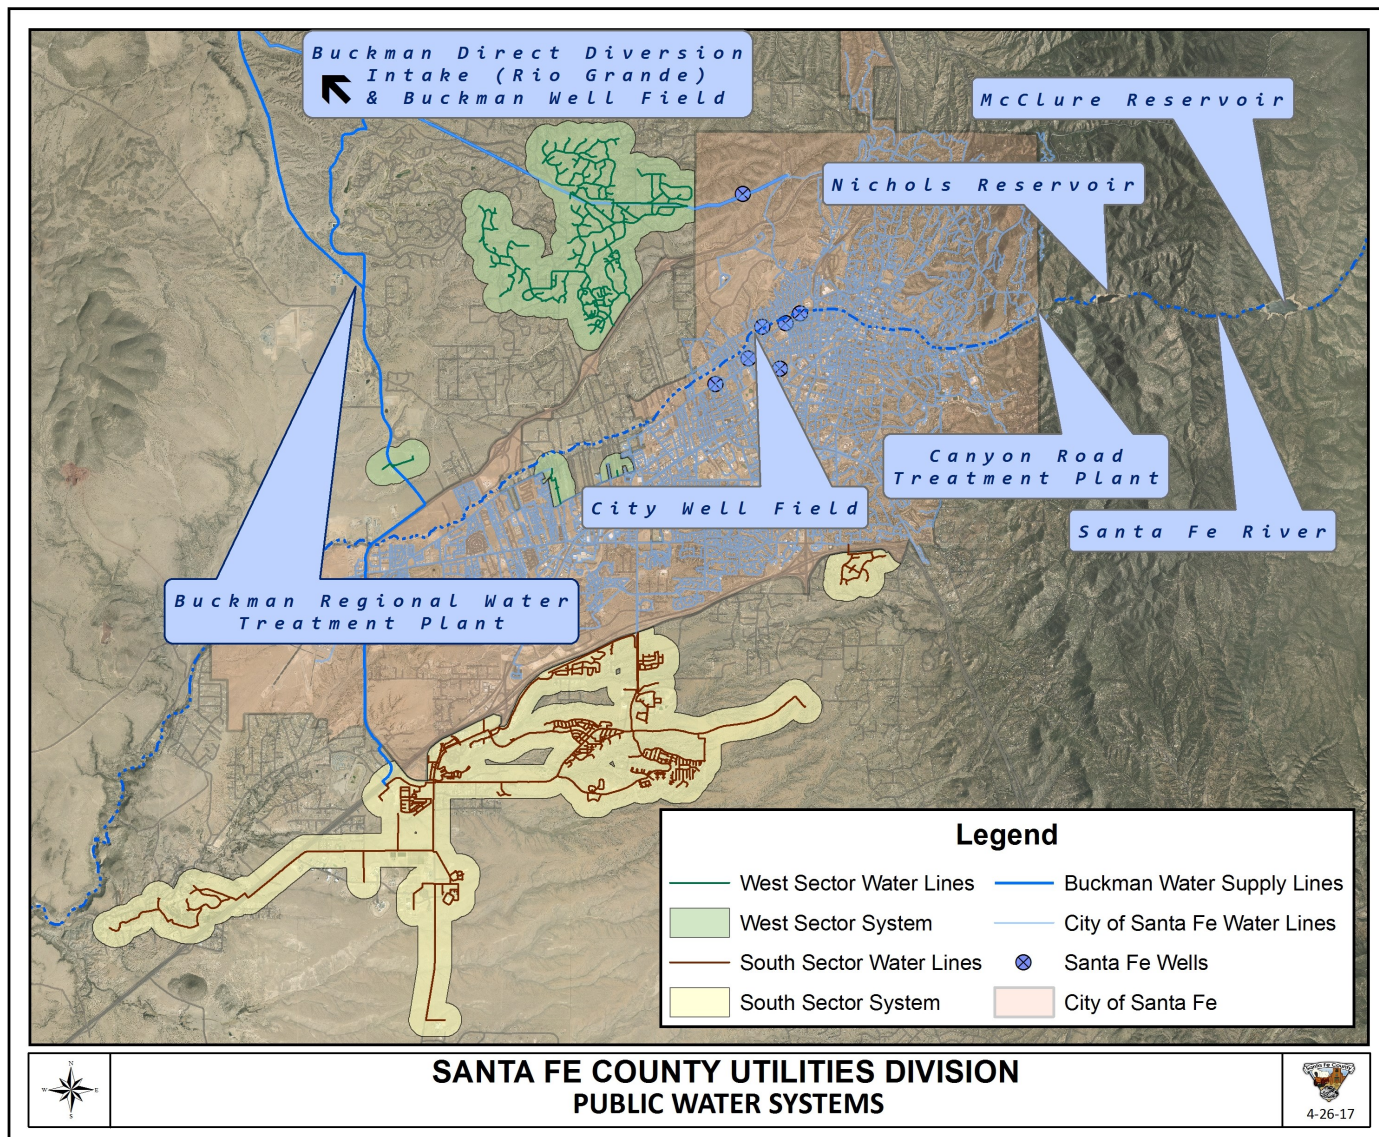 Buckman Direct Diversion
Intake (Rio Grande)
& Buckman Well Field
McClure Reservoir
Nichols Reservoir
Canyon Road
Treatment Plant
City Well Field
Santa Fe River
Buckman Regional Water
Treatment Plant
Legend
West Sector Water Lines
West Sector System
South Sector Water Lines
South Sector System
Buckman Water Supply Lines
City of Santa Fe Water Lines
Santa Fe Wells
City of Santa Fe
N
W
E
S
SANTA FE COUNTY UTILITIES DIVISION
PUBLIC WATER SYSTEMS
Santa Fe County
4-26-17